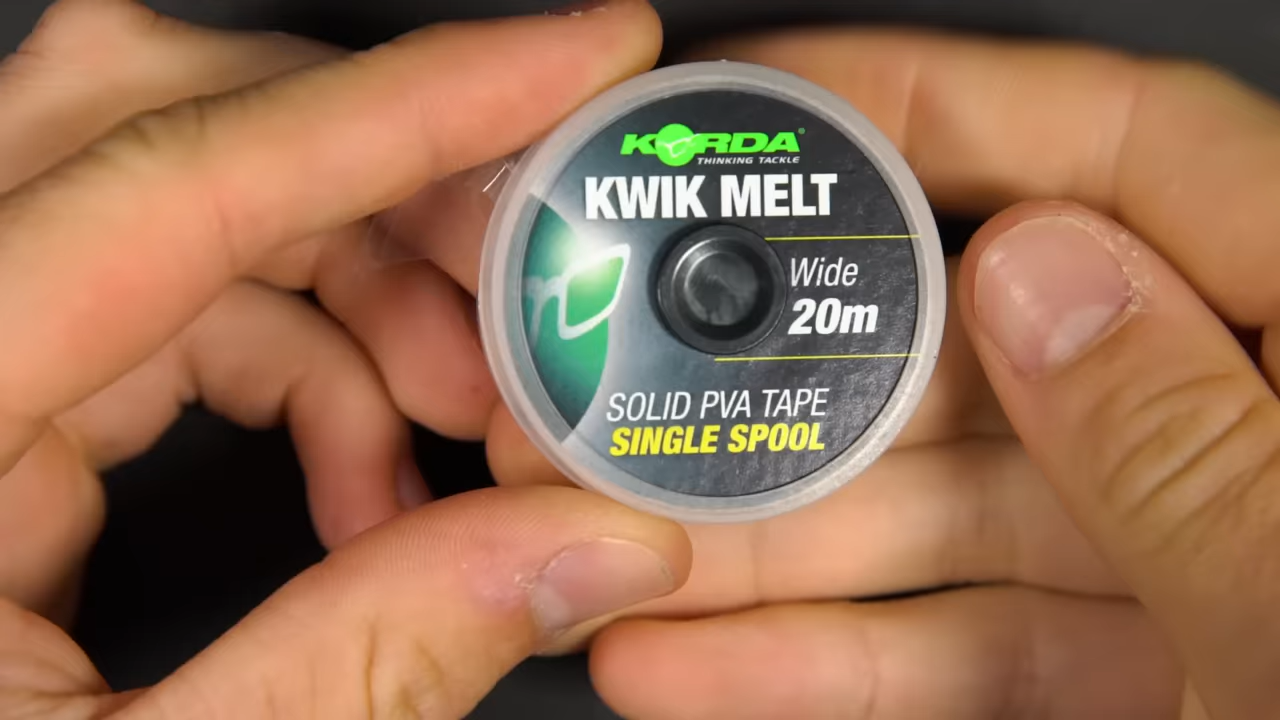 KORDA®
THINKING TACKLE
KWIK MELT
Wide
20m
SOLID PVA TAPE
SINGLE SPOOL